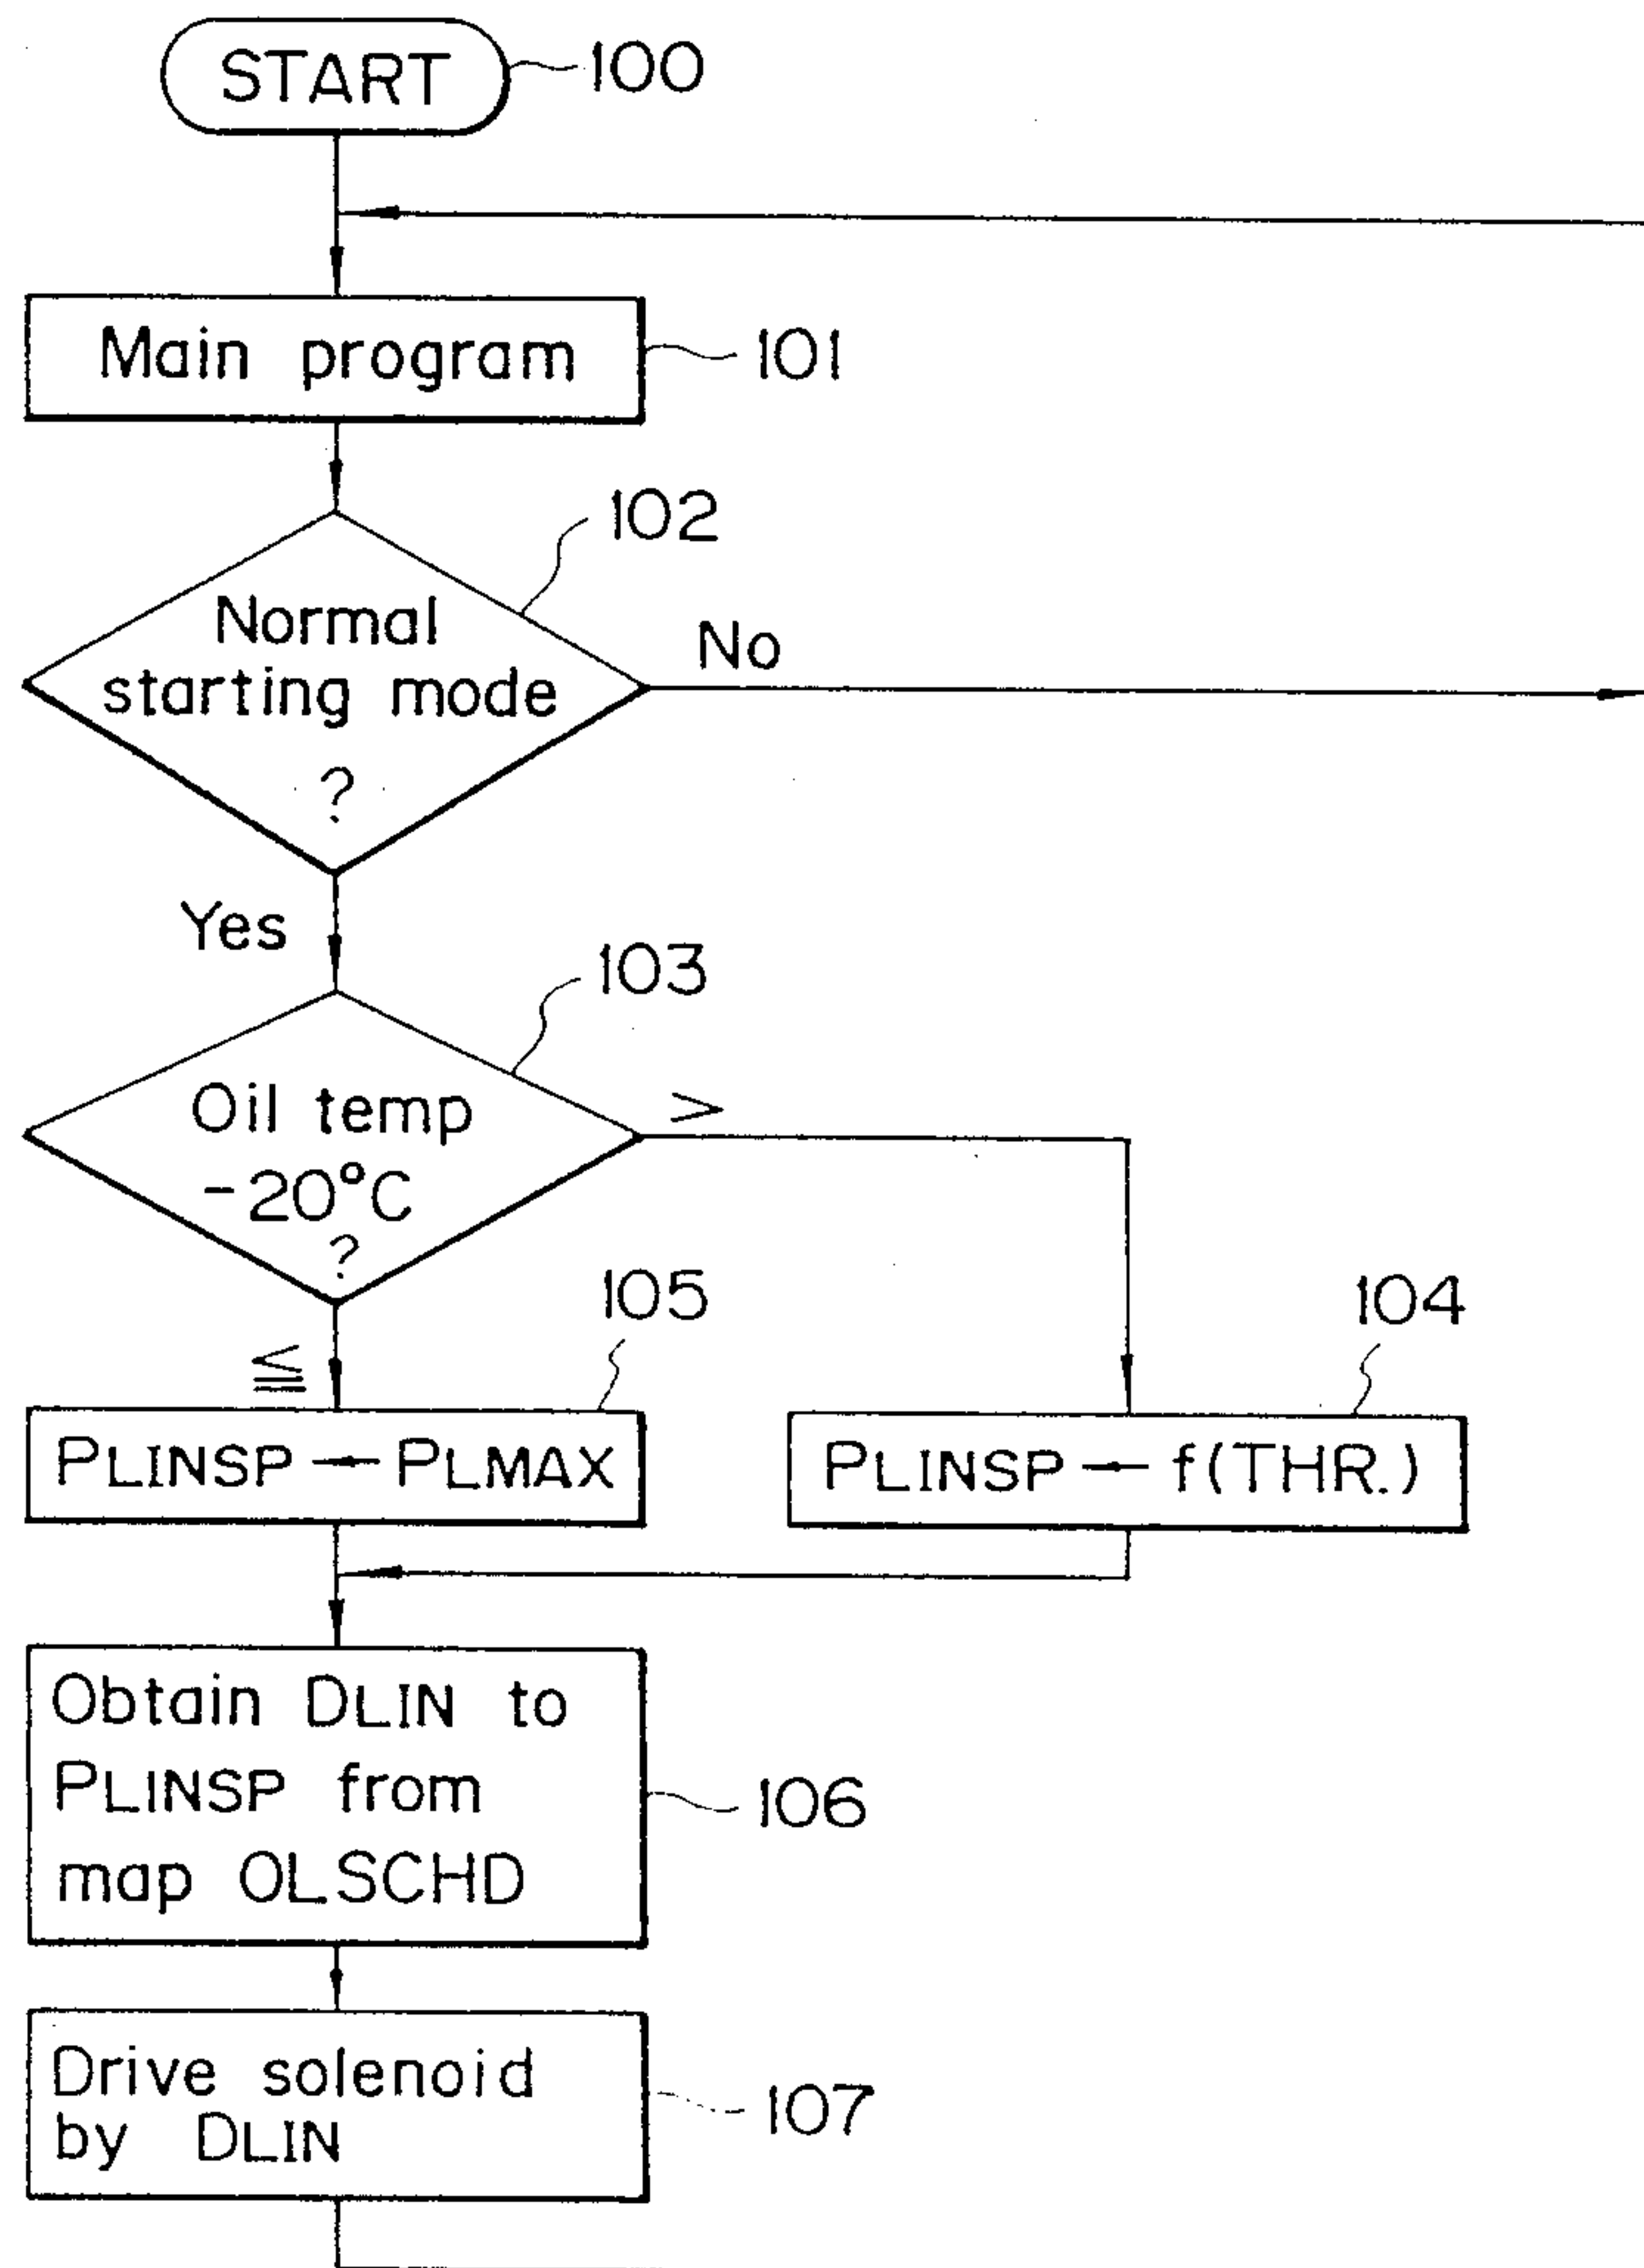 START
100
Main program
101
102
Normal
starting mode
?
No
Yes
103
Oil temp
-20°C
?
>
≦
105
104
PLINSP ← PLMAX
PLINSP ← f(THR.)
Obtain DLIN to
PLINSP from
map OLSCHD
106
Drive solenoid
by DLIN
107